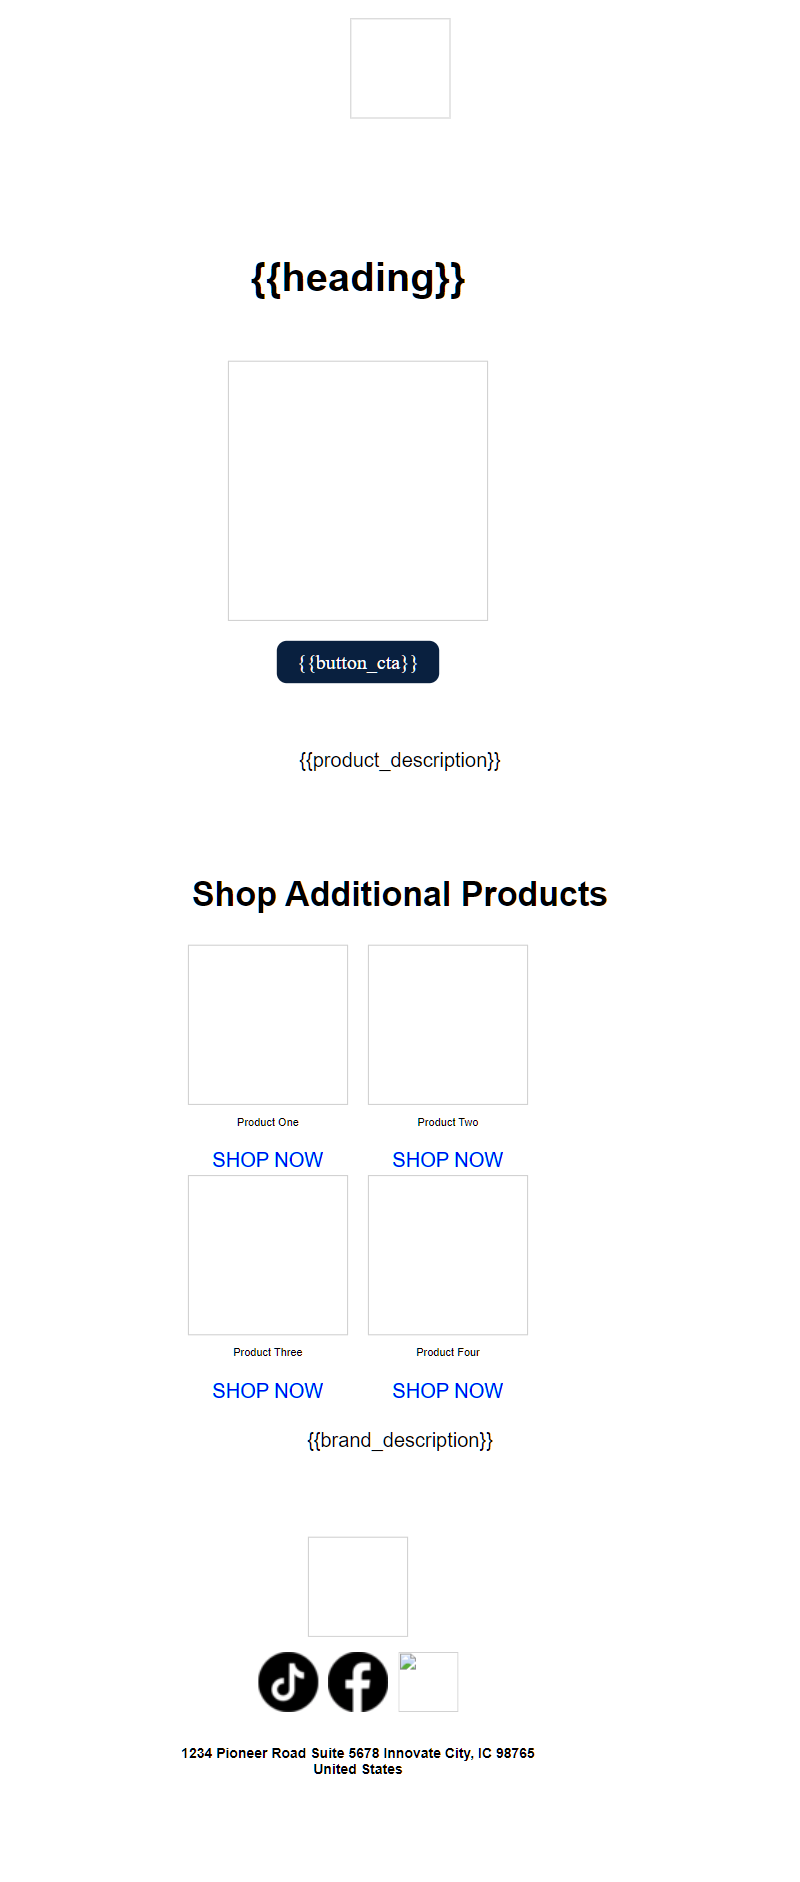 {{heading}}
{{button_cta}}
{{product_description}}
Shop Additional Products
Product One
Product Two
SHOP NOW
SHOP NOW
Product Three
Product Four
SHOP NOW
SHOP NOW
{{brand_description}}
1234 Pioneer Road Suite 5678 Innovate City, IC 98765
United States